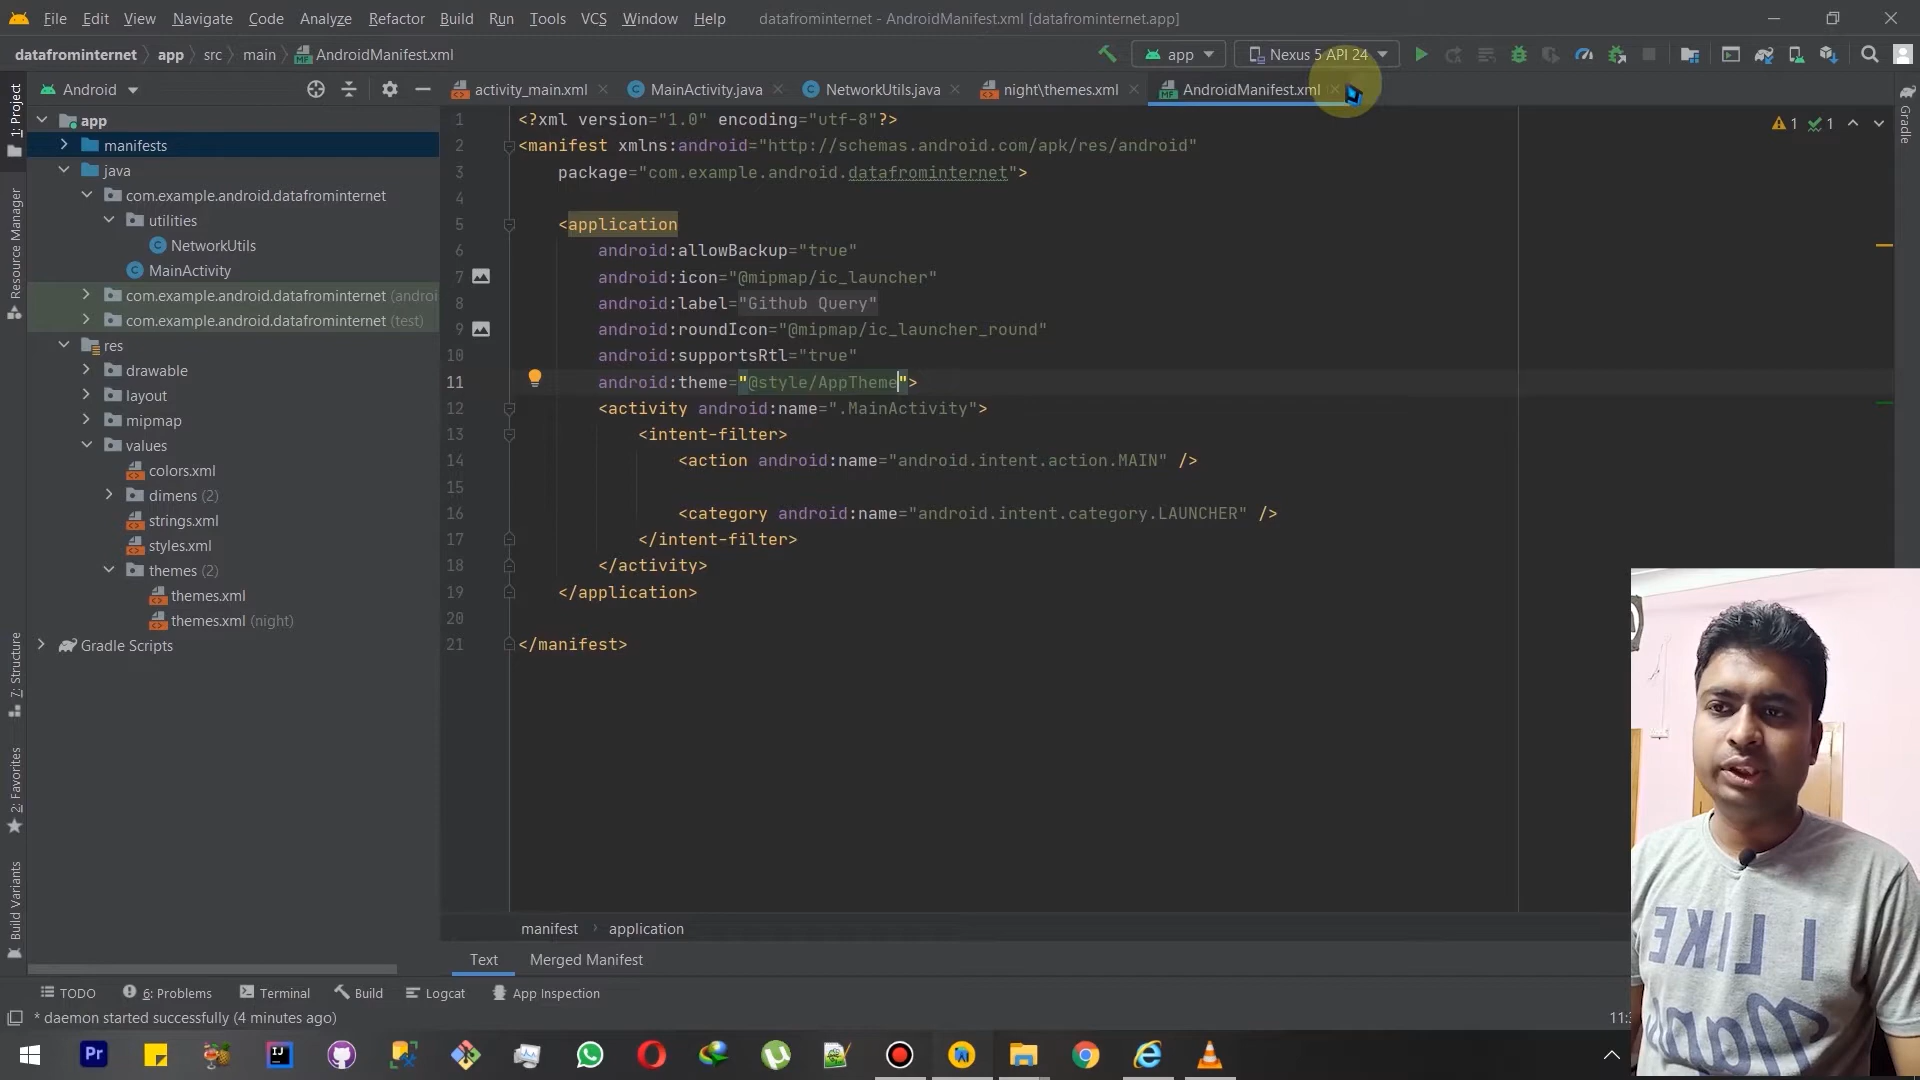 File Edit View Navigate Code Analyze Refactor Build Run Tools VCS Window Help datafrominternet - AndroidManifest.xml [datafrominternet.app]
datafrominternet app src main AndroidManifest.xml app Nexus 5 API 24
Android activity_main.xml MainActivity.java NetworkUtils.java night\themes.xml AndroidManifest.xml
1: Project
Resource Manager
7: Structure
2: Favorites
Build Variants
Gradle
app
manifests
java
com.example.android.datafrominternet
utilities
NetworkUtils
MainActivity
com.example.android.datafrominternet (androi
com.example.android.datafrominternet (test)
res
drawable
layout
mipmap
values
colors.xml
dimens (2)
strings.xml
styles.xml
themes (2)
themes.xml
themes.xml (night)
Gradle Scripts
1 <?xml version="1.0" encoding="utf-8"?>
2 <manifest xmlns:android="http://schemas.android.com/apk/res/android"
3 package="com.example.android.datafrominternet">
4
5 <application
6 android:allowBackup="true"
7 android:icon="@mipmap/ic_launcher"
8 android:label="Github Query"
9 android:roundIcon="@mipmap/ic_launcher_round"
10 android:supportsRtl="true"
11 android:theme="@style/AppTheme">
12 <activity android:name=".MainActivity">
13 <intent-filter>
14 <action android:name="android.intent.action.MAIN" />
15
16 <category android:name="android.intent.category.LAUNCHER" />
17 </intent-filter>
18 </activity>
19 </application>
20
21 </manifest>
1 1
manifest application
Text Merged Manifest
TODO 6: Problems Terminal Build Logcat App Inspection
* daemon started successfully (4 minutes ago)
11:3
Pr IJ
I LIKE